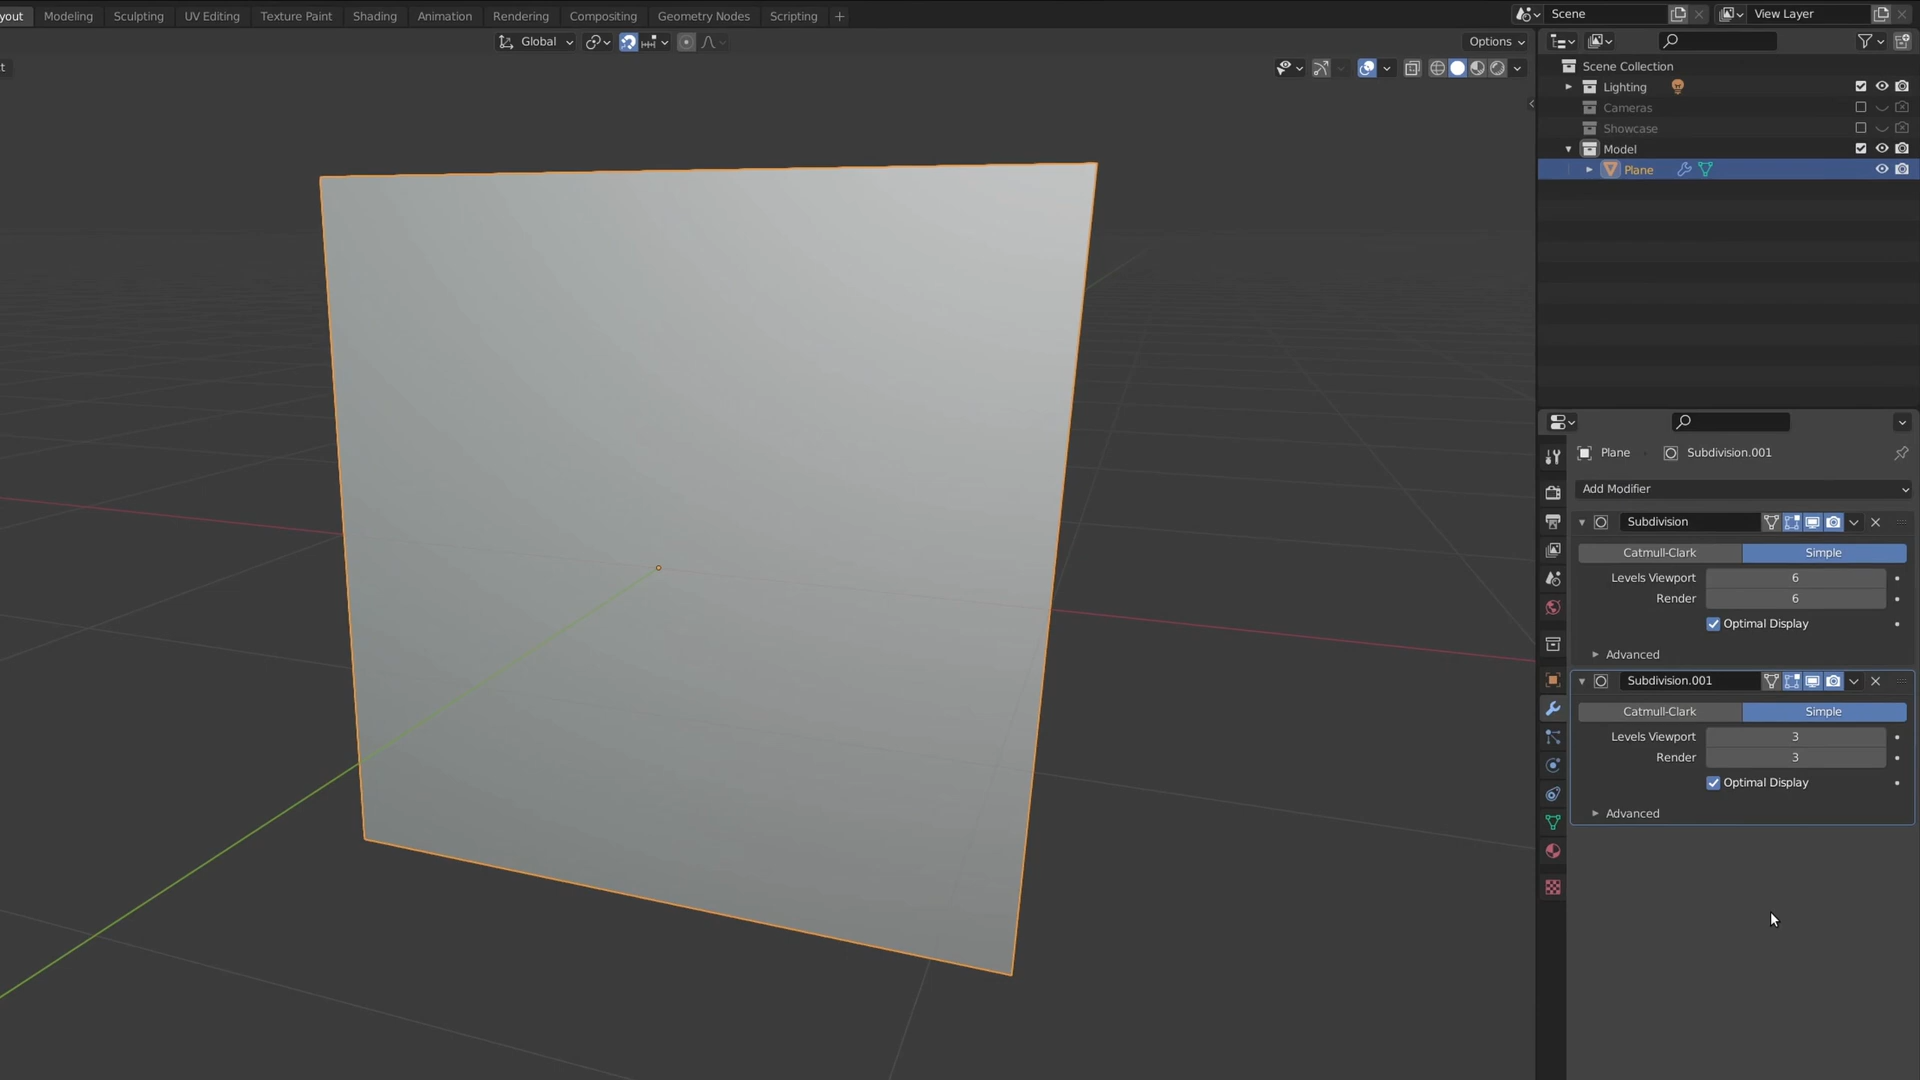 yout Modeling Sculpting UV Editing Texture Paint Shading Animation Rendering Compositing Geometry Nodes Scripting +
Scene
View Layer
Global
Options
t
Scene Collection
Lighting
Cameras
Showcase
Model
Plane
Plane Subdivision.001
Add Modifier
Subdivision
Catmull-Clark Simple
Levels Viewport 6
Render 6
Optimal Display
Advanced
Subdivision.001
Catmull-Clark Simple
Levels Viewport 3
Render 3
Optimal Display
Advanced